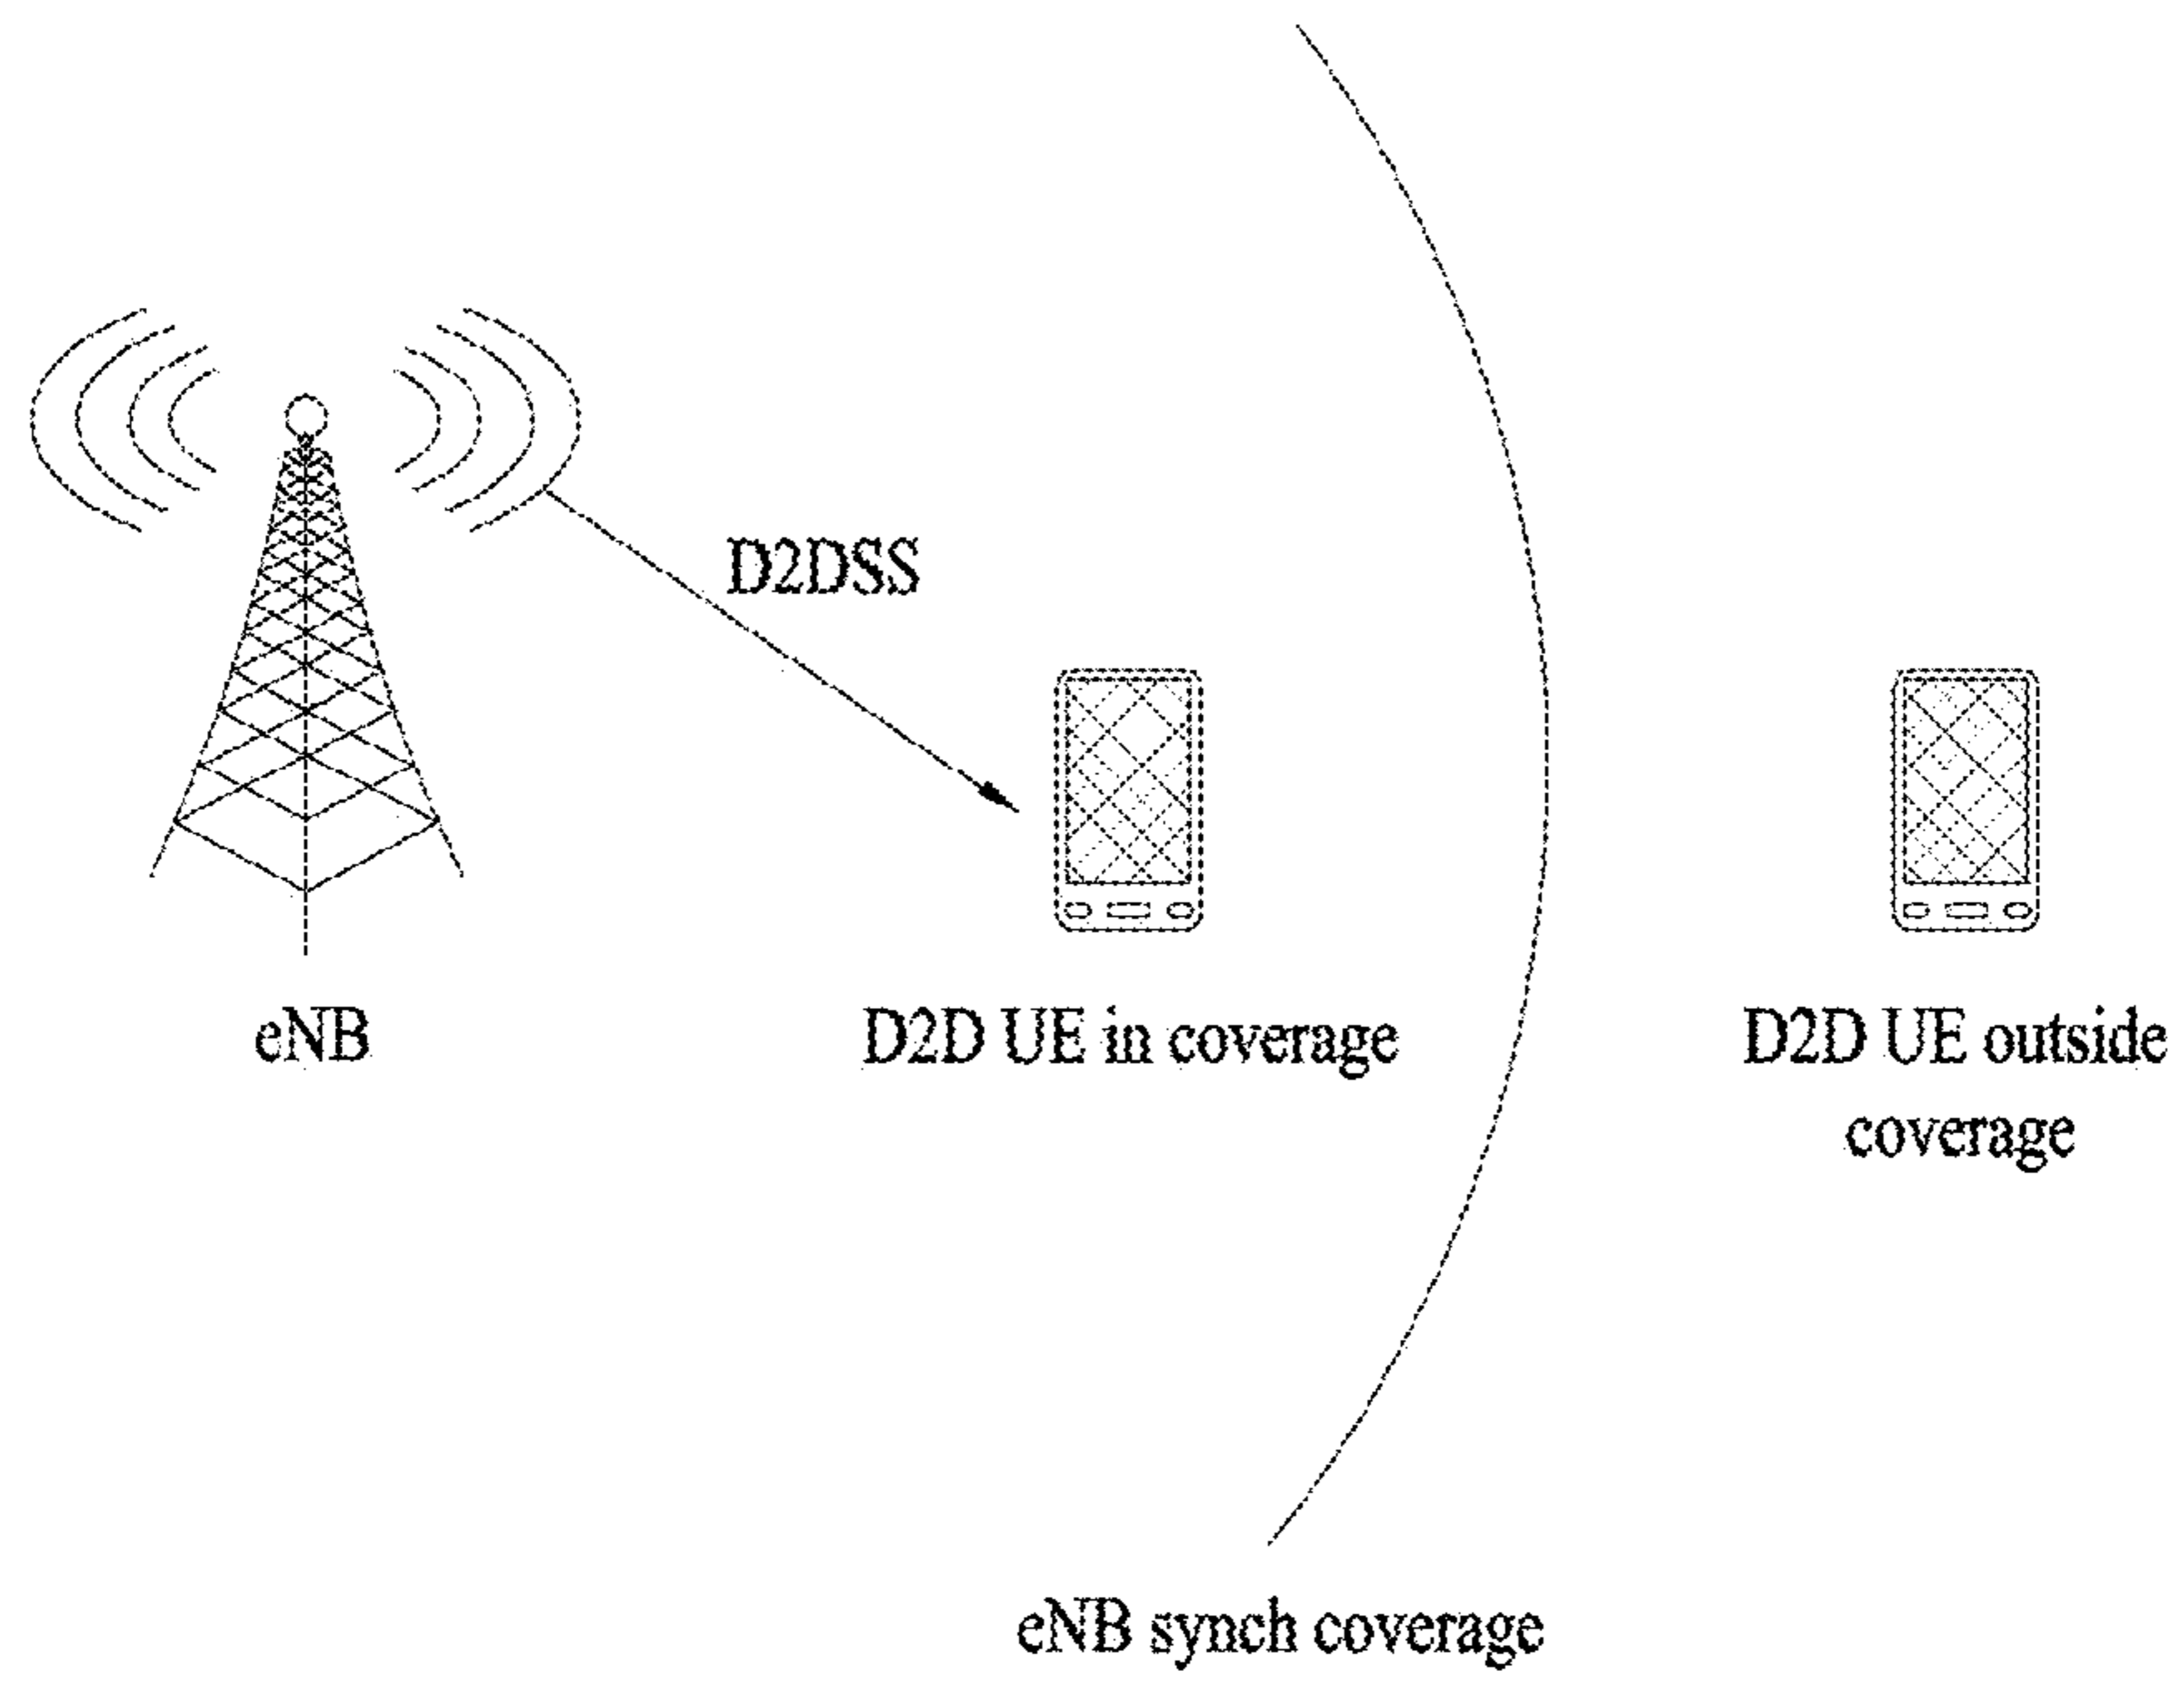 D2DSS
eNB
D2D UE in coverage
D2D UE outside
coverage
eNB synch coverage